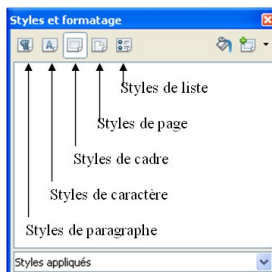 Styles et formatage
Styles de liste
Styles de page
Styles de cadre
Styles de caractère
Styles de paragraphe
Styles appliqués